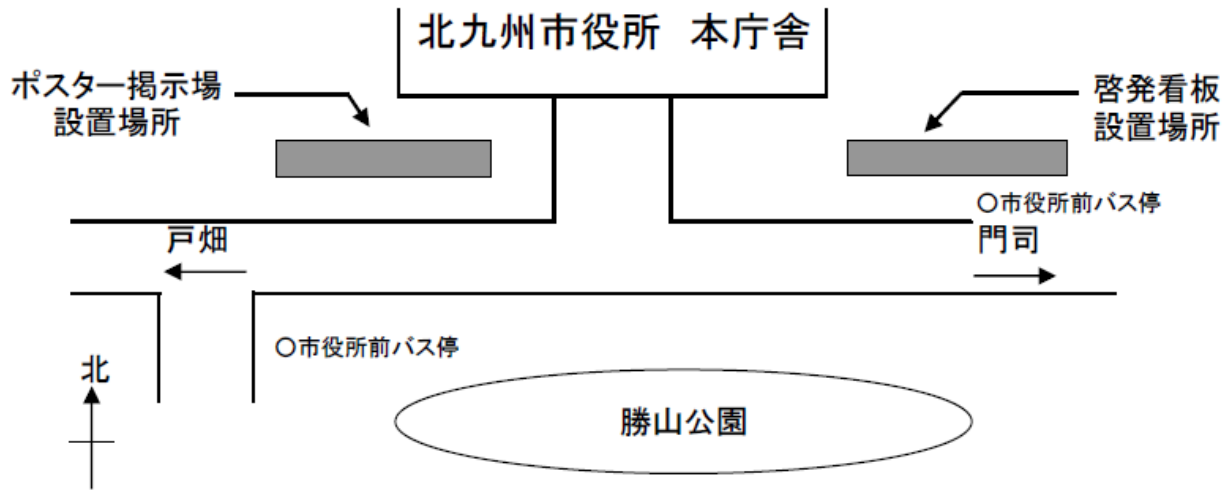 北九州市役所　本庁舎
ポスター掲示場
設置場所
啓発看板
設置場所
○市役所前バス停
戸畑
門司
○市役所前バス停
北
勝山公園